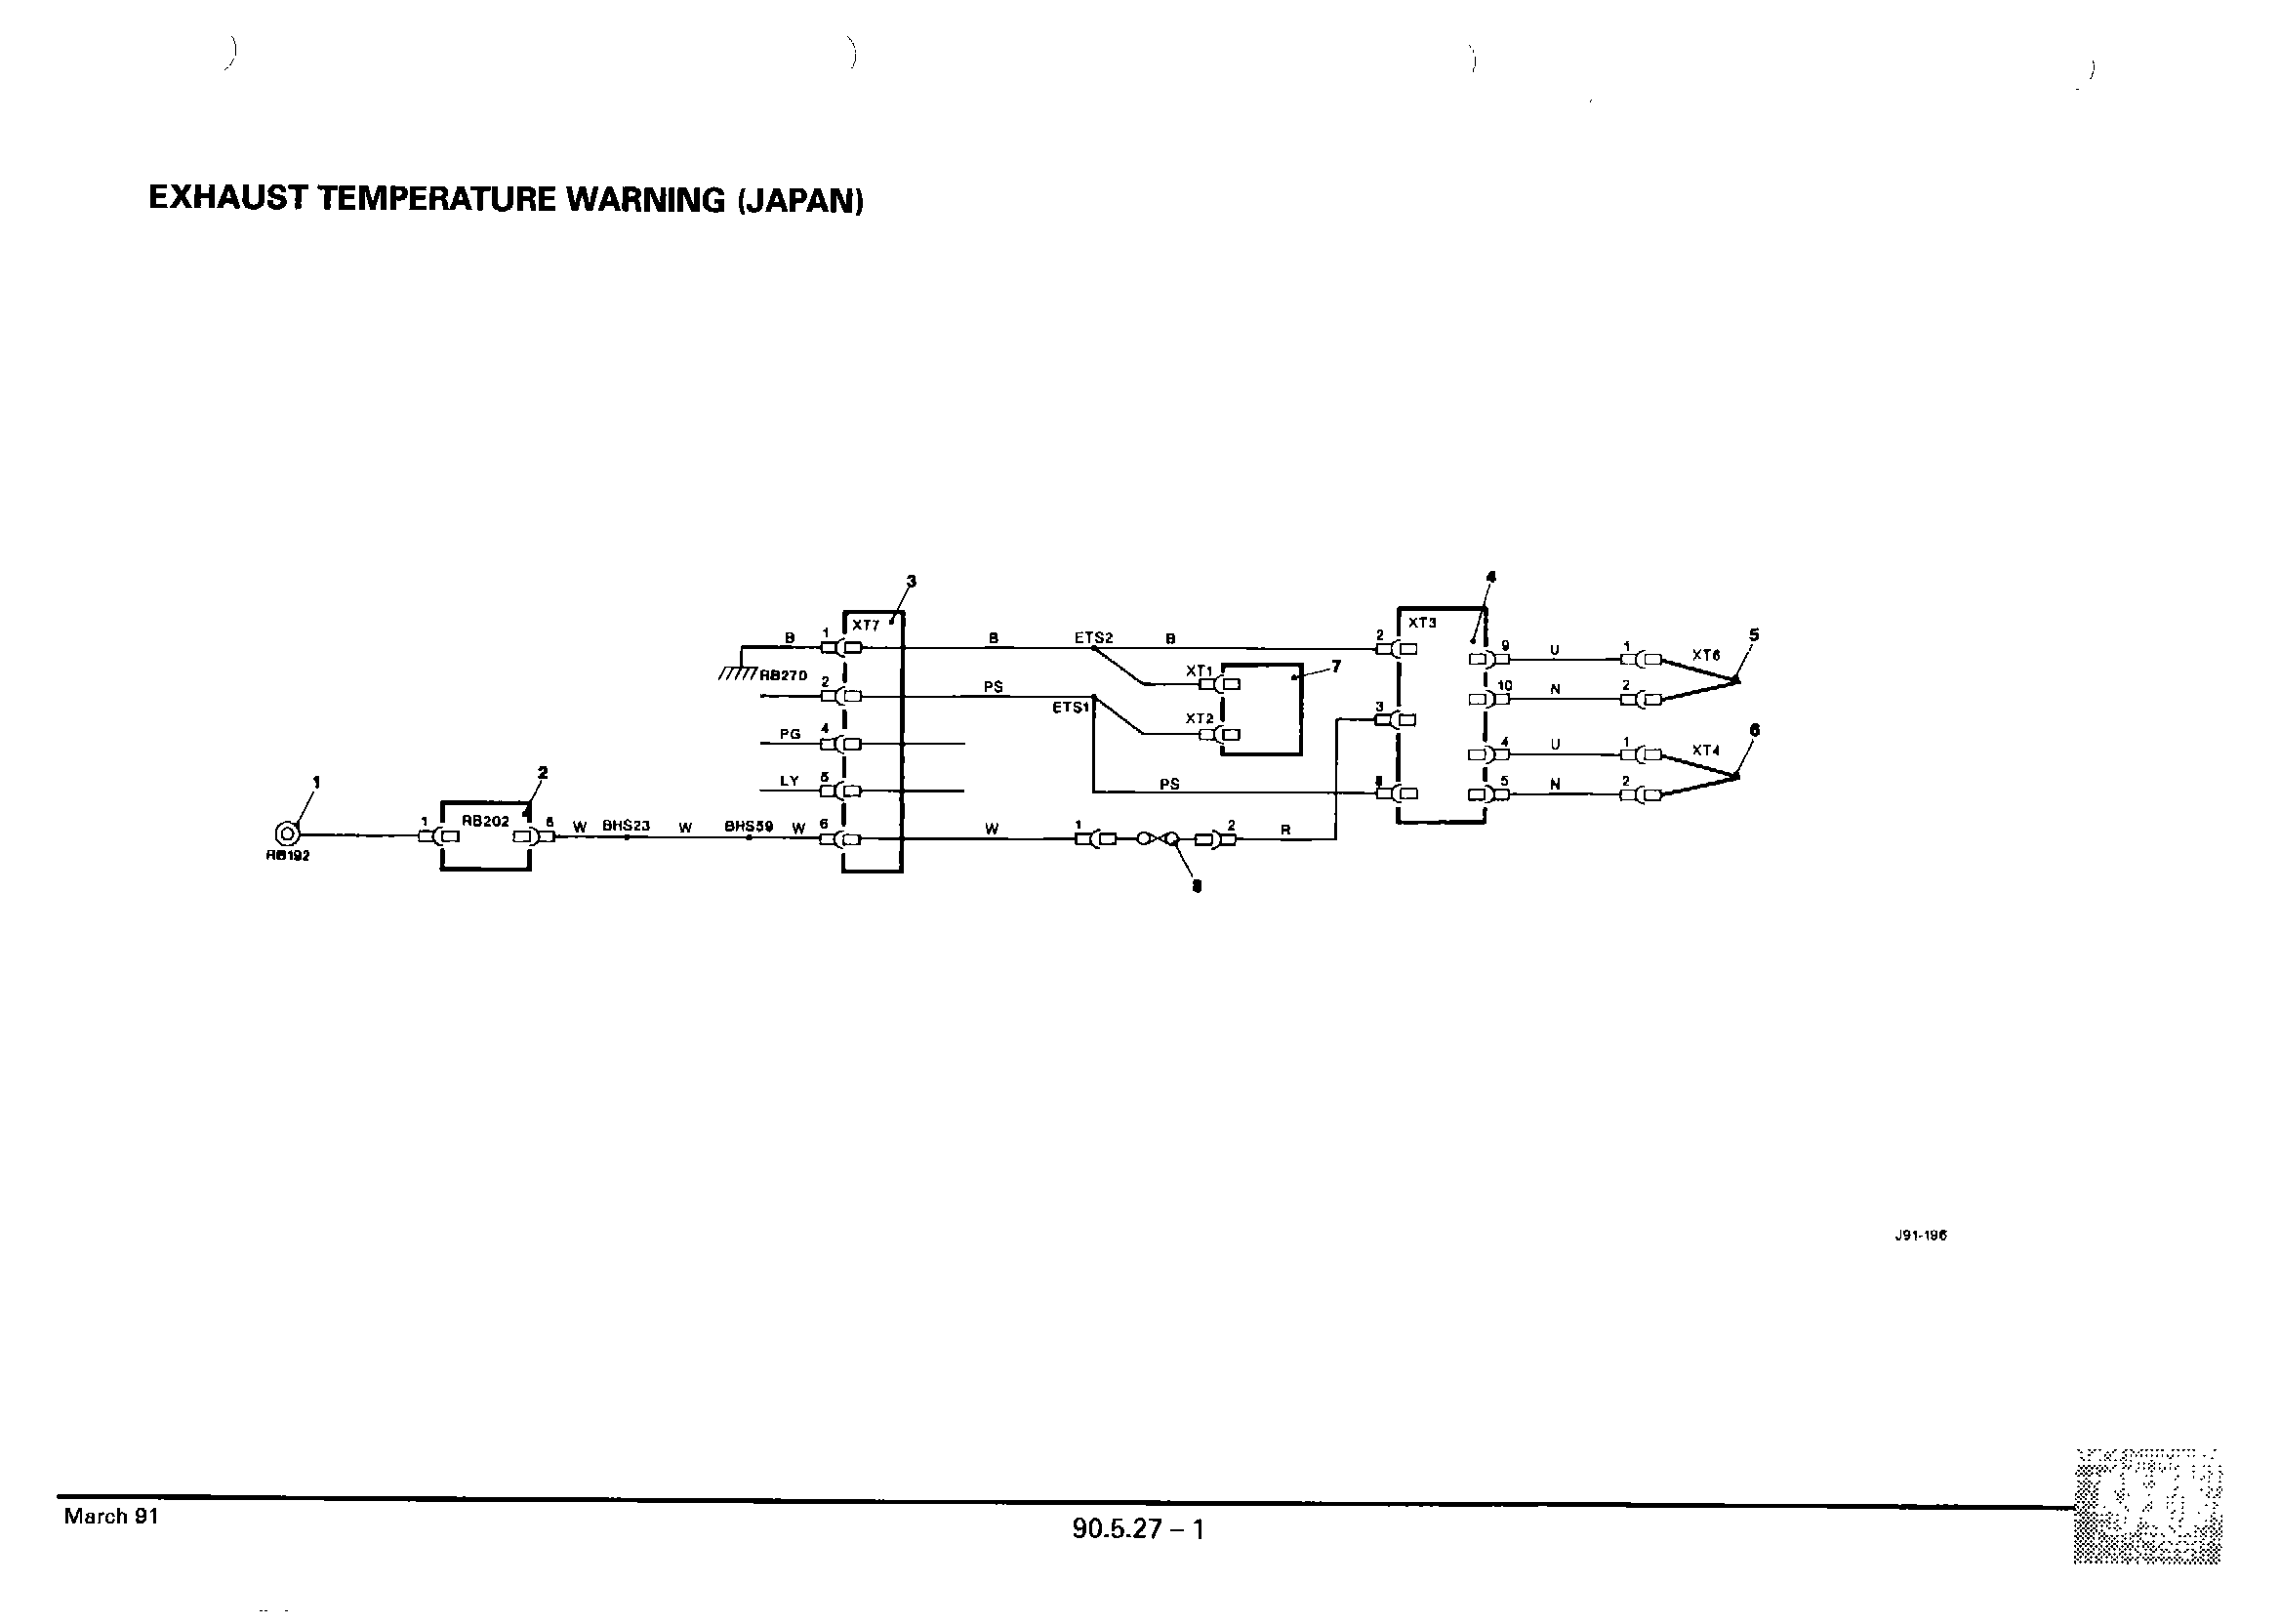 EXHAUST TEMPERATURE WARNING (JAPAN)
3
4
XT7
XT3
B
1
B
ETS2
B
2
9
U
1
XT6
5
RB270
2
PS
ETS1
XT1
7
10
N
2
XT2
3
PG
4
4
U
1
XT4
6
LY
5
PS
5
N
2
1
2
RB192
1
RB202
W
BHS23
W
BHS59
W
6
W
1
2
R
8
J91-196
March 91
90.5.27 – 1